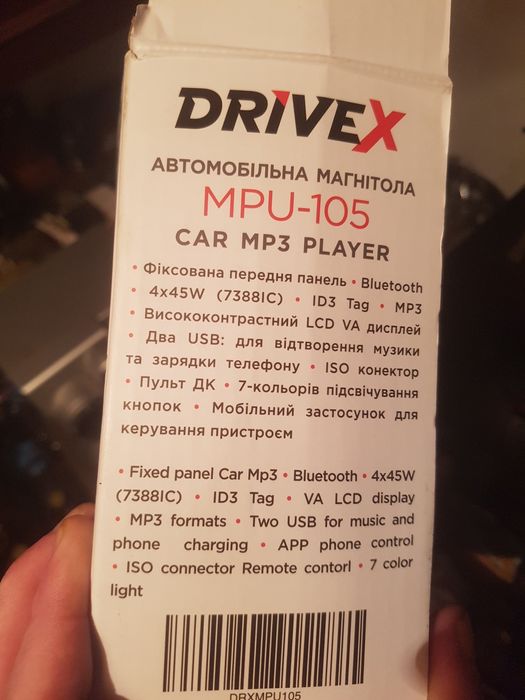 DRIVEX
АВТОМОБІЛЬНА МАГНІТОЛА
MPU-105
CAR MP3 PLAYER
• Фіксована передня панель • Bluetooth
• 4x45W (7388IC) • ID3 Tag • MP3
• Висококонтрастний LCD VA дисплей
• Два USB: для відтворення музики
та зарядки телефону • ISO конектор
• Пульт ДК • 7-кольорів підсвічування
кнопок • Мобільний застосунок для
керування пристроєм
• Fixed panel Car Mp3 • Bluetooth • 4x45W
(7388IC) • ID3 Tag • VA LCD display
• MP3 formats • Two USB for music and
phone charging • APP phone control
• ISO connector Remote contorl • 7 color
light
DRXMPU105